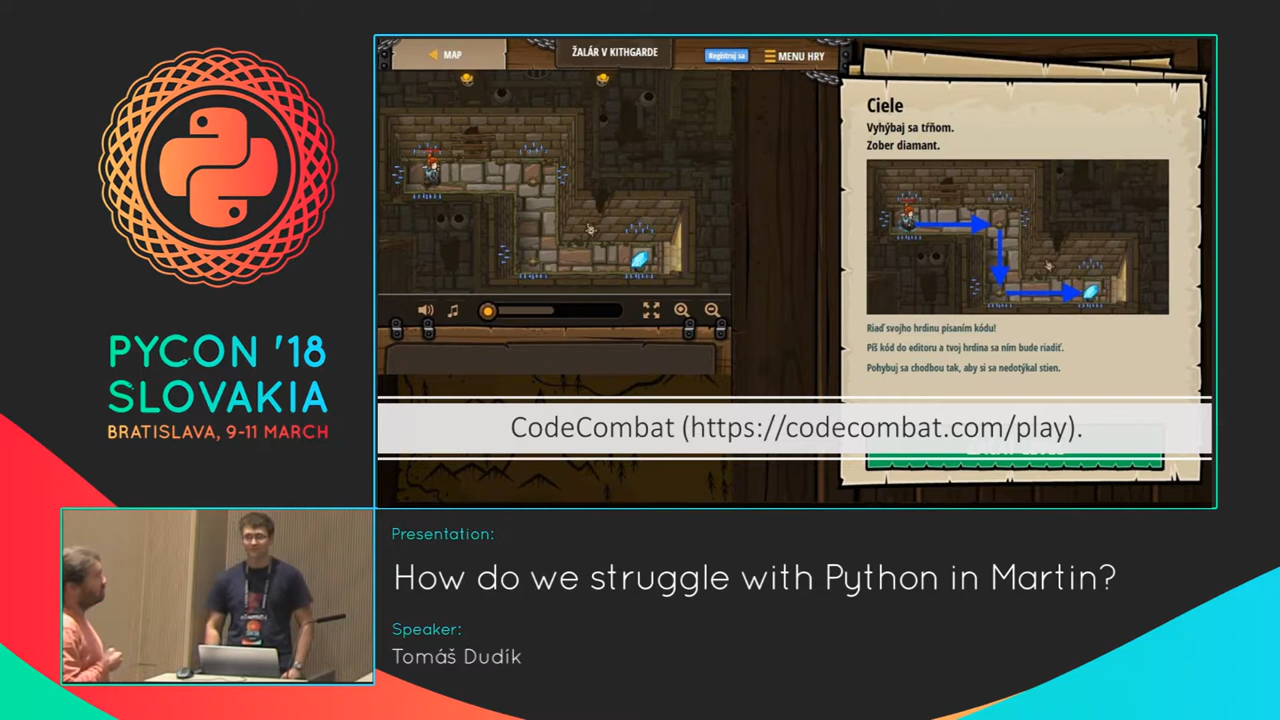 MAP
ŽALÁR V KITHGARDE
Registruj sa
MENU HRY
Ciele
Vyhýbaj sa tŕňom.
Zober diamant.
Riaď svojho hrdinu písaním kódu!
Píš kód do editoru a tvoj hrdina sa ním bude riadiť.
Pohybuj sa chodbou tak, aby si sa nedotýkal stien.
CodeCombat (https://codecombat.com/play).
PYCON '18
SLOVAKIA
BRATISLAVA, 9-11 MARCH
Presentation:
How do we struggle with Python in Martin?
Speaker:
Tomáš Dudík